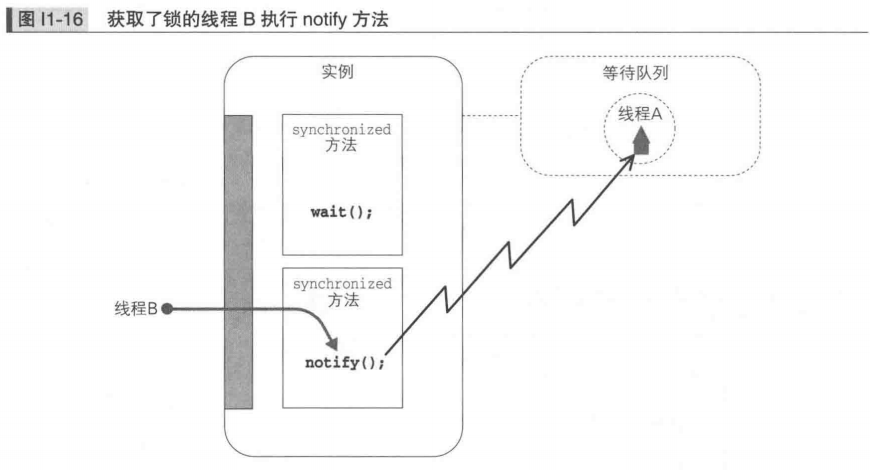 图 I1-16 获取了锁的线程 B 执行 notify 方法
实例
等待队列
线程A
synchronized
方法
wait();
synchronized
方法
线程B
notify();